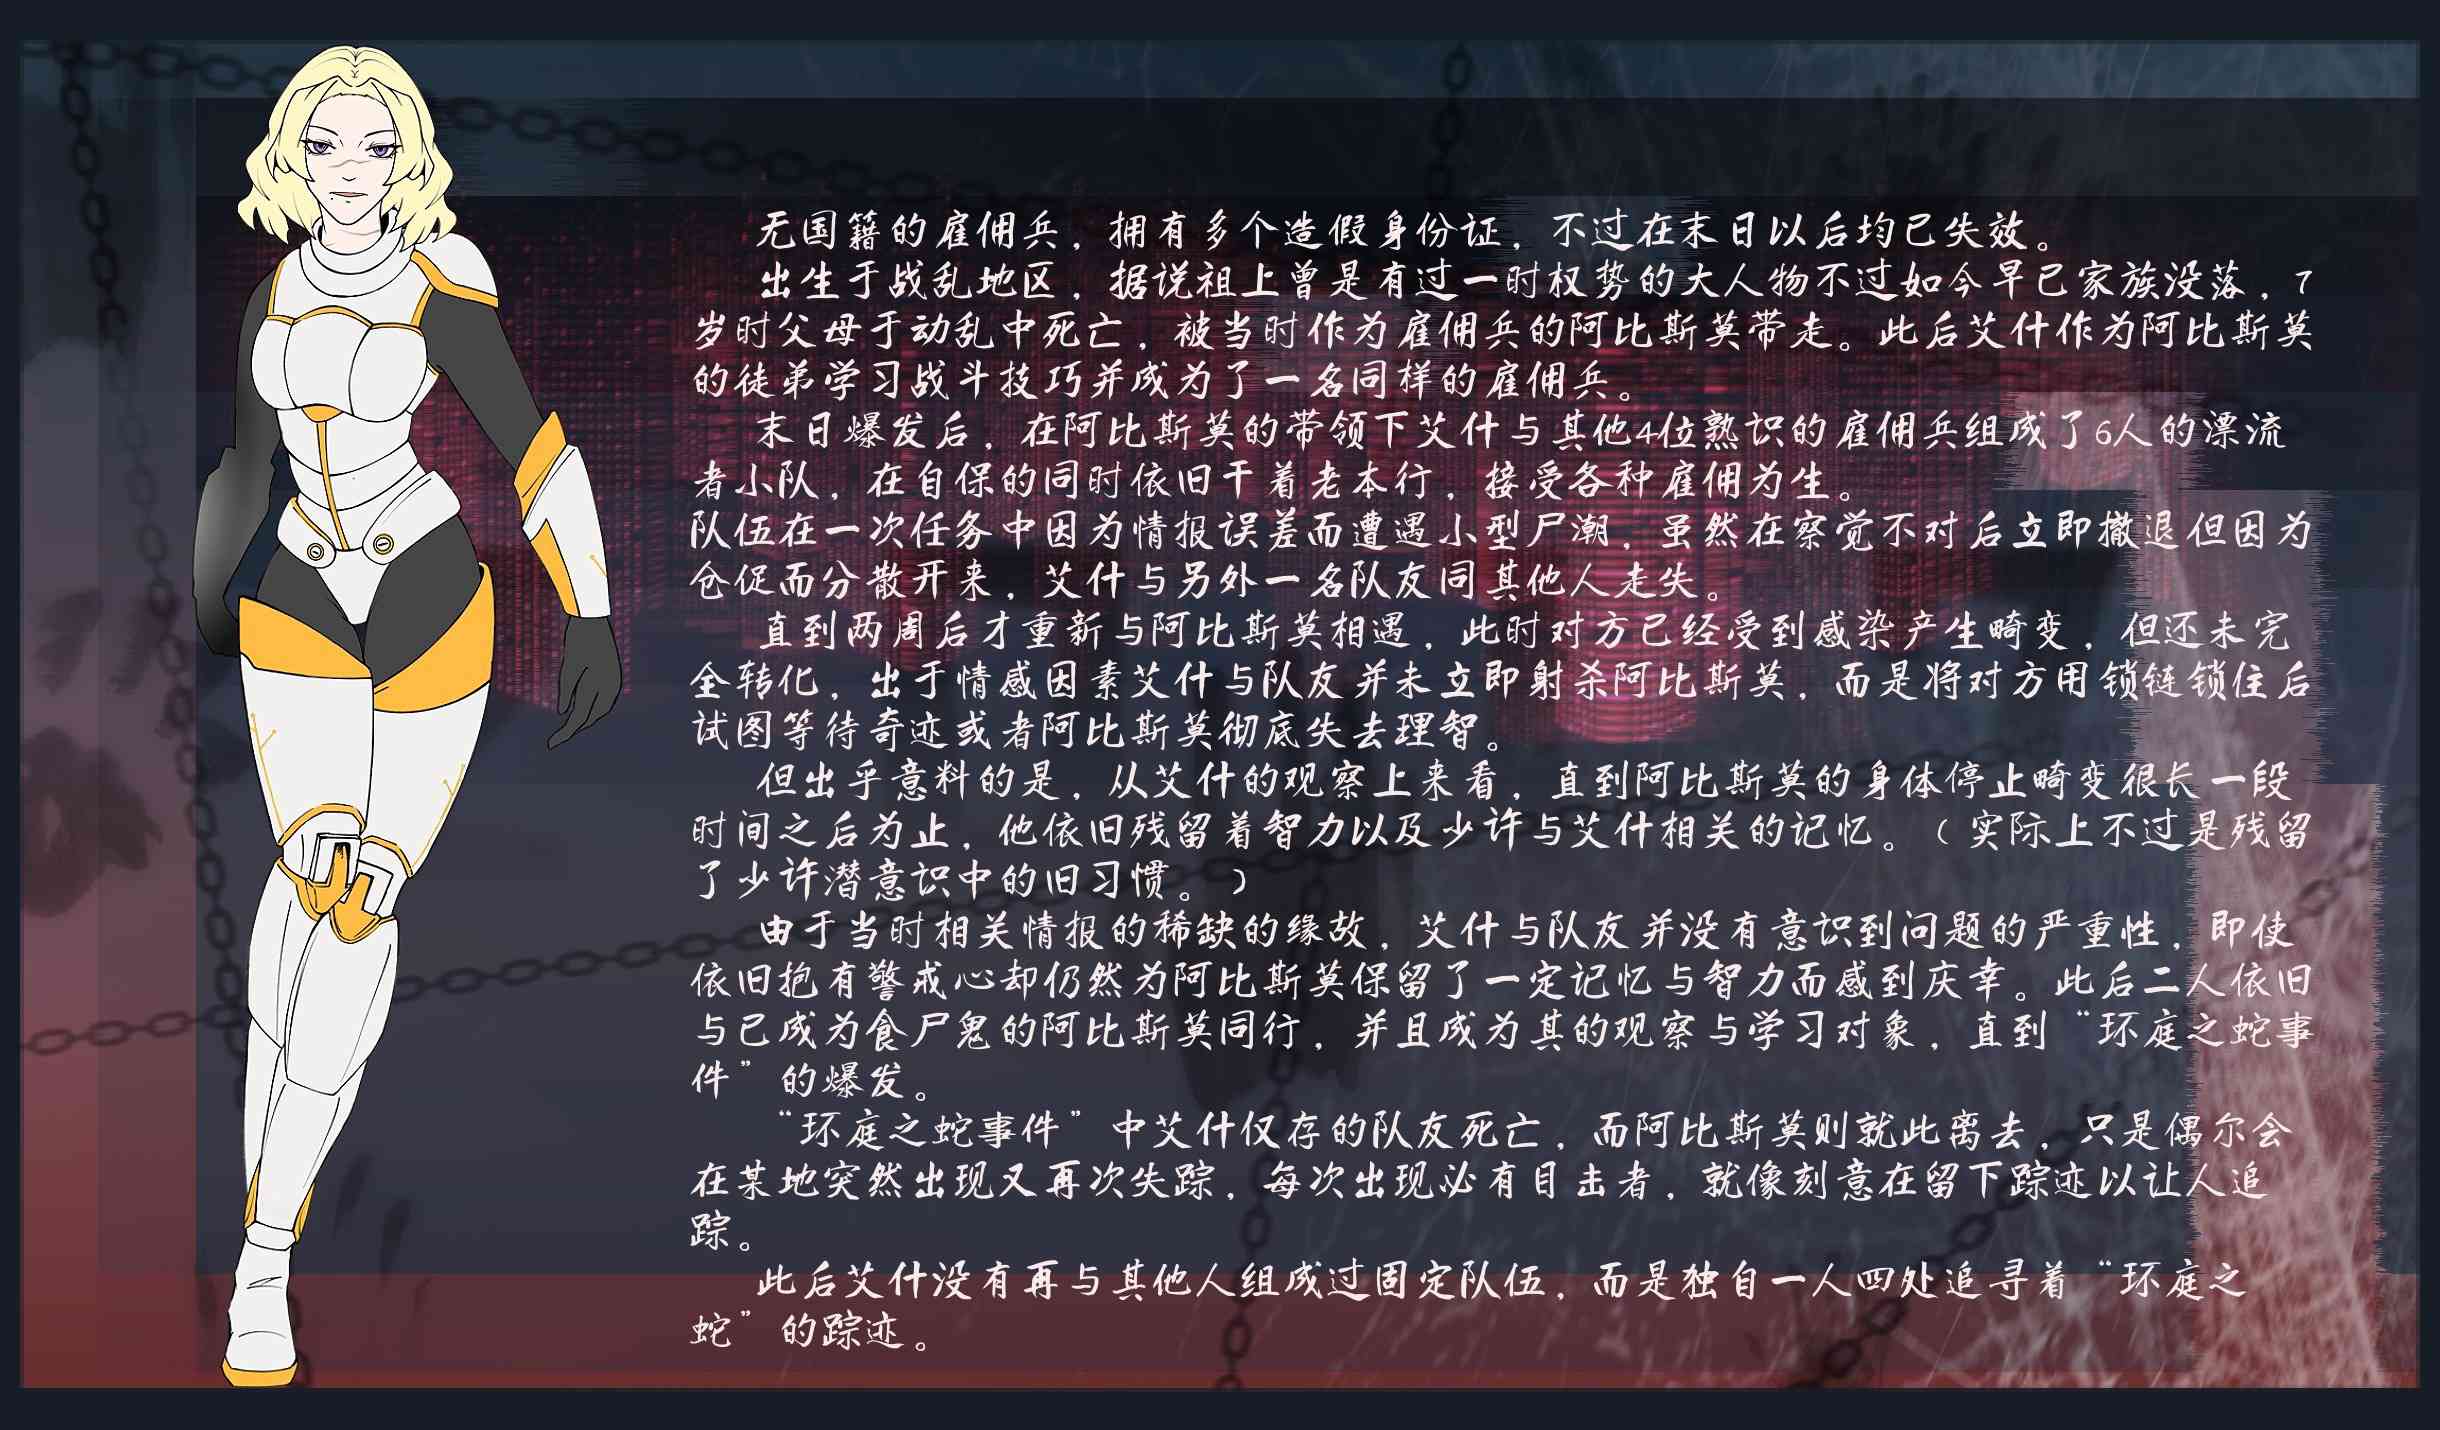 无国籍的雇佣兵，拥有多个造假身份证，不过在末日以后均已失效。
出生于战乱地区，据说祖上曾是有过一时权势的大人物不过如今早已家族没落，7
岁时父母于动乱中死亡，被当时作为雇佣兵的阿比斯莫带走。此后艾什作为阿比斯莫
的徒弟学习战斗技巧并成为了一名同样的雇佣兵。
末日爆发后，在阿比斯莫的带领下艾什与其他4位熟识的雇佣兵组成了6人的漂流
者小队，在自保的同时依旧干着老本行，接受各种雇佣为生。
队伍在一次任务中因为情报误差而遭遇小型尸潮，虽然在察觉不对后立即撤退但因为
仓促而分散开来，艾什与另外一名队友同其他人走失。
直到两周后才重新与阿比斯莫相遇，此时对方已经受到感染产生畸变，但还未完
全转化，出于情感因素艾什与队友并未立即射杀阿比斯莫，而是将对方用锁链锁住后
试图等待奇迹或者阿比斯莫彻底失去理智。
但出乎意料的是，从艾什的观察上来看，直到阿比斯莫的身体停止畸变很长一段
时间之后为止，他依旧残留着智力以及少许与艾什相关的记忆。（实际上不过是残留
了少许潜意识中的旧习惯。）
由于当时相关情报的稀缺的缘故，艾什与队友并没有意识到问题的严重性，即使
依旧抱有警戒心却仍然为阿比斯莫保留了一定记忆与智力而感到庆幸。此后二人依旧
与已成为食尸鬼的阿比斯莫同行，并且成为其的观察与学习对象，直到“环庭之蛇事
件”的爆发。
“环庭之蛇事件”中艾什仅存的队友死亡，而阿比斯莫则就此离去，只是偶尔会
在某地突然出现又再次失踪，每次出现必有目击者，就像刻意在留下踪迹以让人追
踪。
此后艾什没有再与其他人组成过固定队伍，而是独自一人四处追寻着“环庭之
蛇”的踪迹。